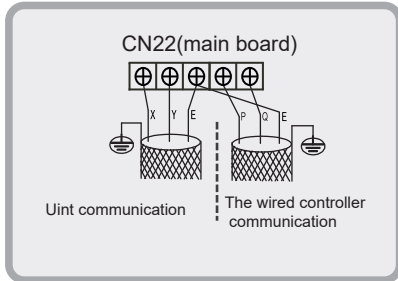 CN22(main board)
X Y E P Q E
Uint communication
The wired controller
communication